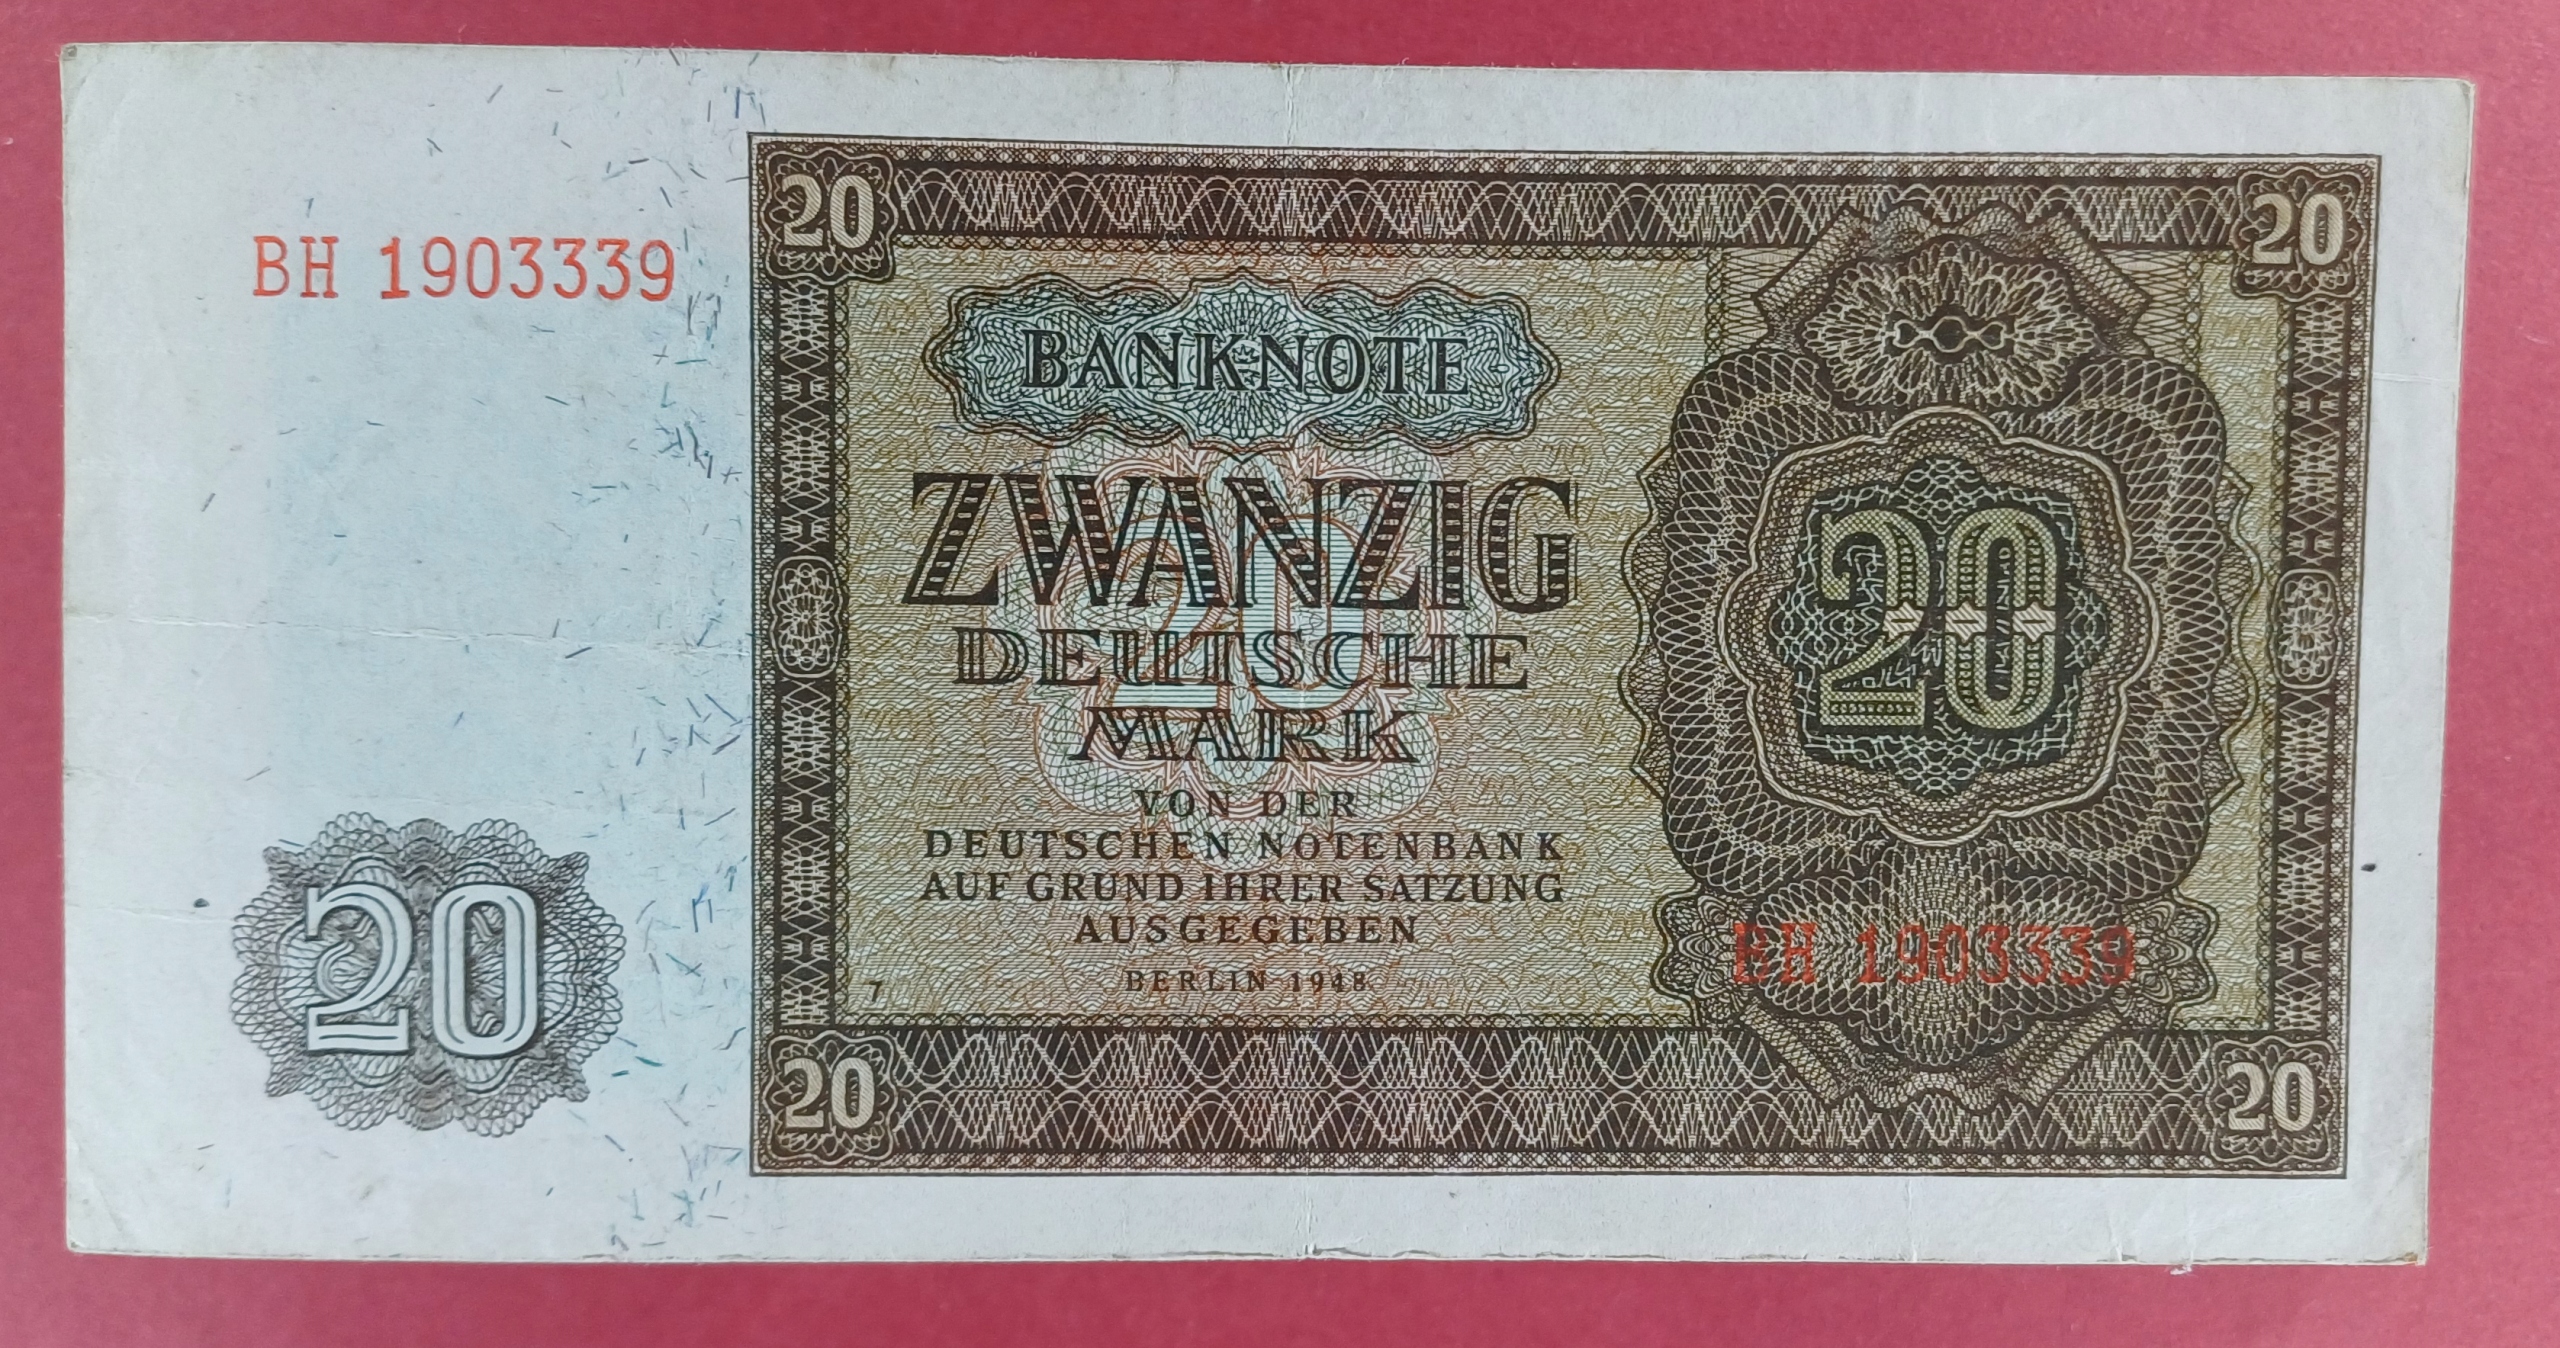 20
20
BH 1903339
BANKNOTE
ZWANZIG
DEUTSCHE
MARK
20
20
VON DER
DEUTSCHEN NOTENBANK
AUF GRUND IHRER SATZUNG
AUSGEGEBEN
BERLIN 1948
7
BH 1903339
20
20
20